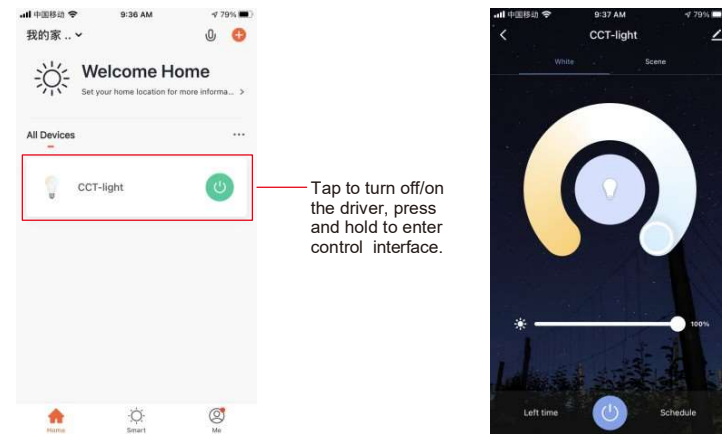 中国移动
9:36 AM
79%
我的家 ..
Welcome Home
Set your home location for more informa...
All Devices
...
CCT-light
Home
Smart
Me
Tap to turn off/on
the driver, press
and hold to enter
control interface.
中国移动
9:37 AM
79%
CCT-light
White
Scene
100%
Left time
Schedule